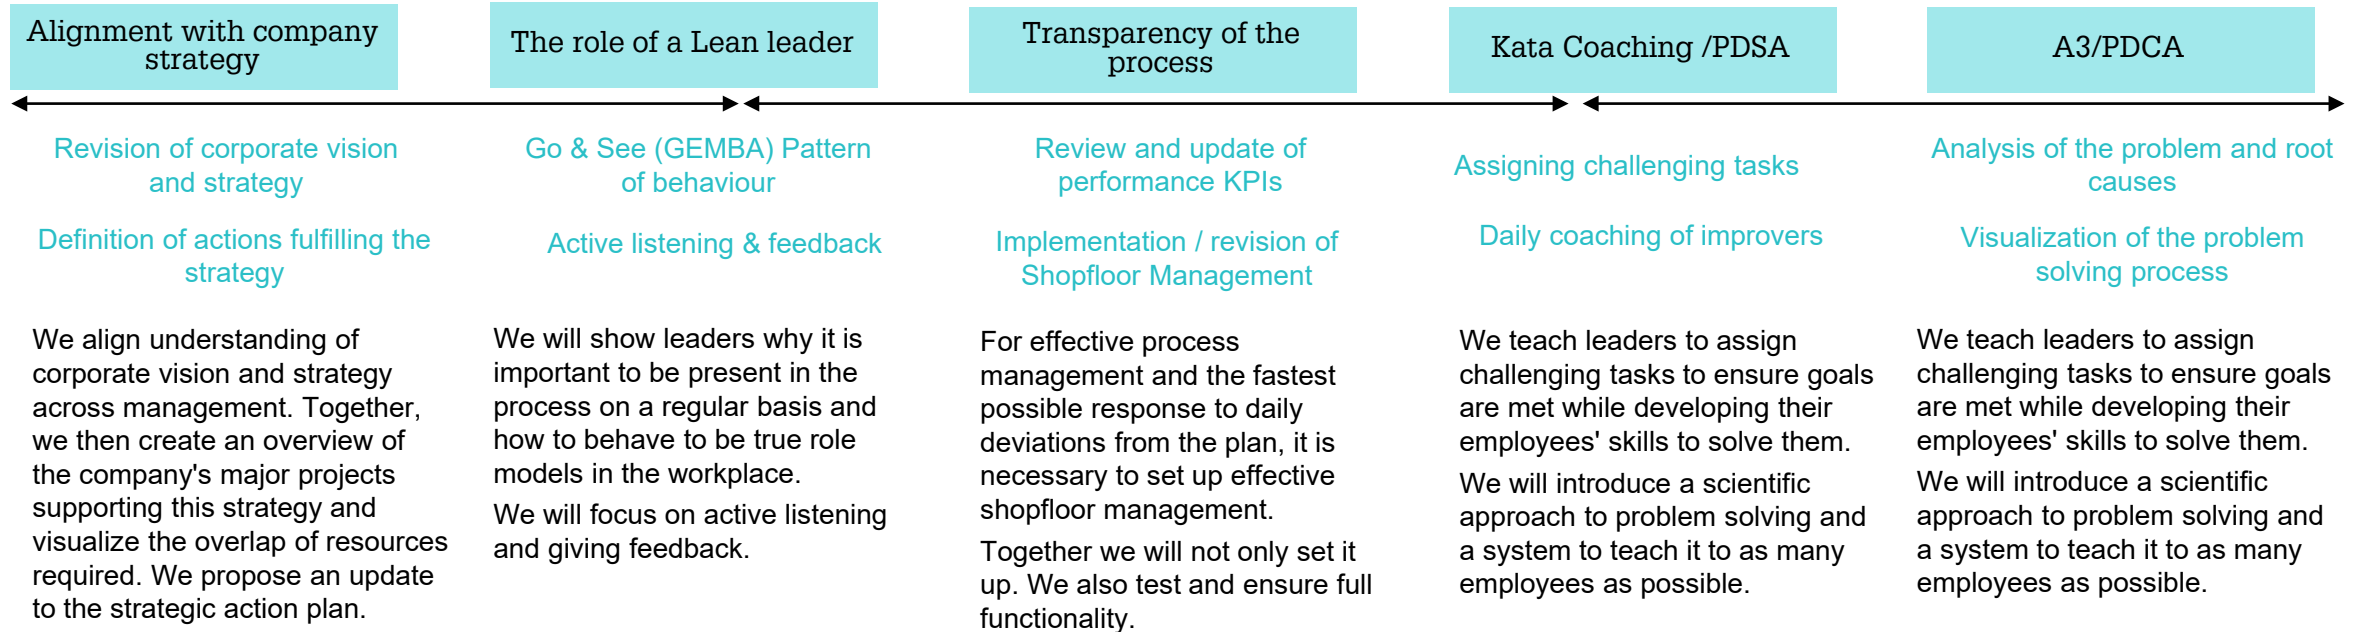 Alignment with company
strategy
Revision of corporate vision
and strategy
Definition of actions fulfilling the
strategy
We align understanding of
corporate vision and strategy
across management. Together,
we then create an overview of
the company's major projects
supporting this strategy and
visualize the overlap of resources
required. We propose an update
to the strategic action plan.
The role of a Lean leader
Go & See (GEMBA) Pattern
of behaviour
Active listening & feedback
We will show leaders why it is
important to be present in the
process on a regular basis and
how to behave to be true role
models in the workplace.
We will focus on active listening
and giving feedback.
Transparency of the
process
Review and update of
performance KPIs
Implementation / revision of
Shopfloor Management
For effective process
management and the fastest
possible response to daily
deviations from the plan, it is
necessary to set up effective
shopfloor management.
Together we will not only set it
up. We also test and ensure full
functionality.
Kata Coaching /PDSA
Assigning challenging tasks
Daily coaching of improvers
We teach leaders to assign
challenging tasks to ensure goals
are met while developing their
employees' skills to solve them.
We will introduce a scientific
approach to problem solving and
a system to teach it to as many
employees as possible.
A3/PDCA
Analysis of the problem and root
causes
Visualization of the problem
solving process
We teach leaders to assign
challenging tasks to ensure goals
are met while developing their
employees' skills to solve them.
We will introduce a scientific
approach to problem solving and
a system to teach it to as many
employees as possible.